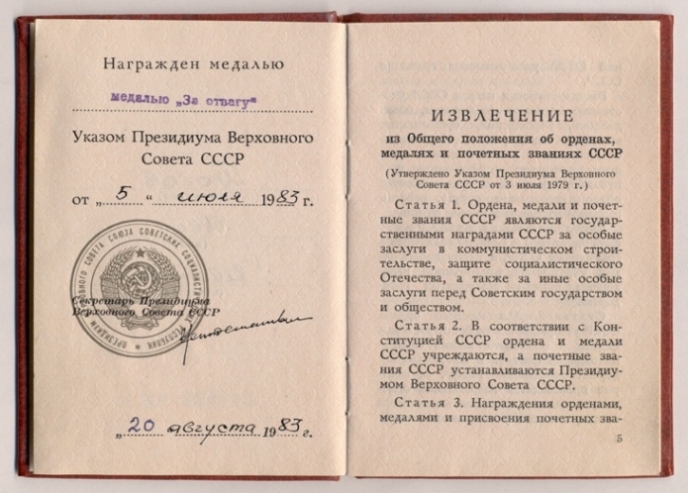 Награжден медалью
медалью „За отвагу"
Указом Президиума Верховного
Совета СССР
от „ 5 " июля 1983 г.
Секретарь Президиума
Верховного Совета СССР
„20 августа 1983 г.
ИЗВЛЕЧЕНИЕ
из Общего положения об орденах,
медалях и почетных званиях СССР
(Утверждено Указом Президиума Верховного
Совета СССР от 3 июля 1979 г.)
Статья 1. Ордена, медали и почет-
ные звания СССР являются государ-
ственными наградами СССР за особые
заслуги в коммунистическом строи-
тельстве, защите социалистического
Отечества, а также за иные особые
заслуги перед Советским государством
и обществом.
Статья 2. В соответствии с Кон-
ституцией СССР ордена и медали
СССР учреждаются, а почетные зва-
ния СССР устанавливаются Президиу-
мом Верховного Совета СССР.
Статья 3. Награждения орденами,
медалями и присвоения почетных зва-
5